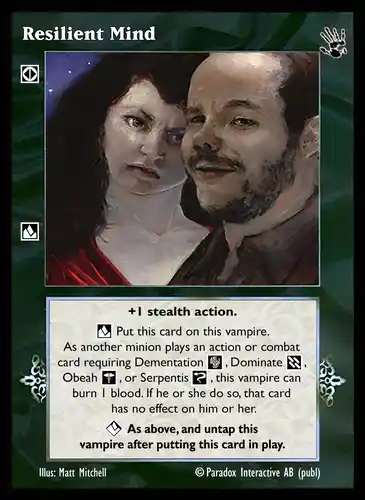 Resilient Mind
+1 stealth action.
Put this card on this vampire.
As another minion plays an action or combat
card requiring Dementation , Dominate ,
Obeah , or Serpentis , this vampire can
burn 1 blood. If he or she do so, that card
has no effect on him or her.
As above, and untap this
vampire after putting this card in play.
Illus: Matt Mitchell © Paradox Interactive AB (publ)